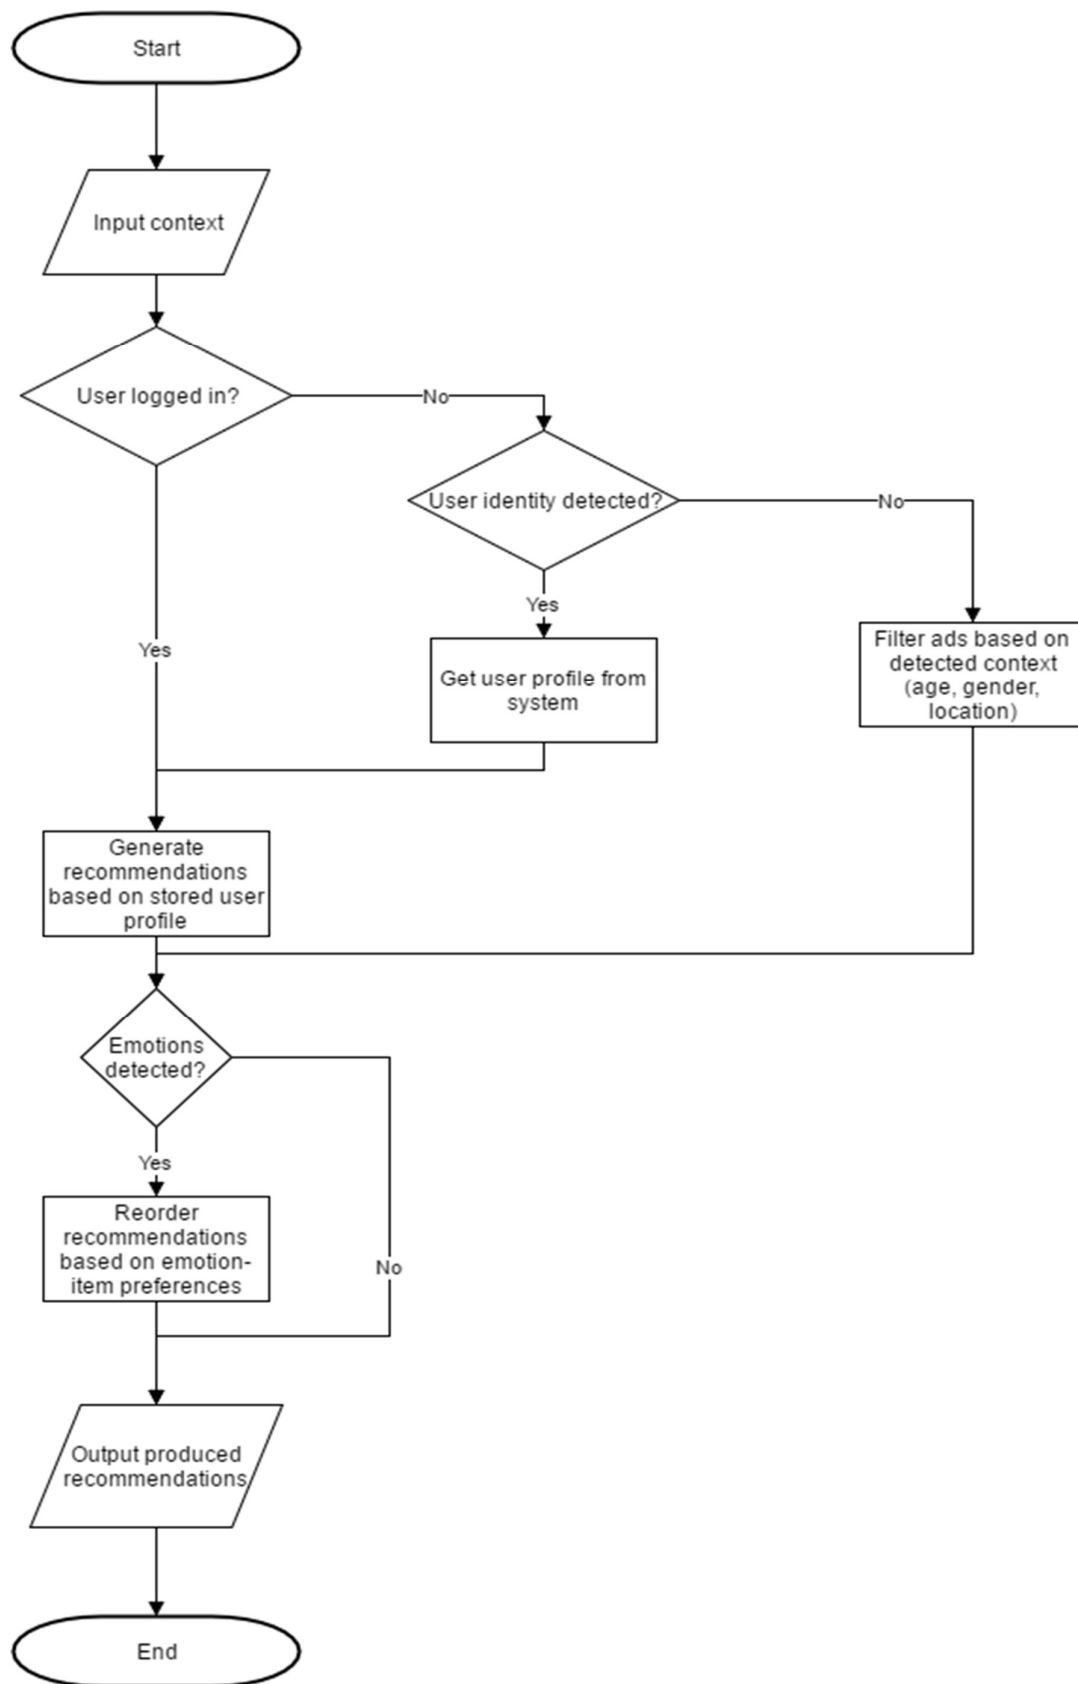 Start
Input context
User logged in?
No
User identity detected?
No
Yes
Get user profile from
system
Filter ads based on
detected context
(age, gender,
location)
Yes
Generate
recommendations
based on stored user
profile
Emotions
detected?
Yes
Reorder
recommendations
based on emotion-
item preferences
No
Output produced
recommendations
End